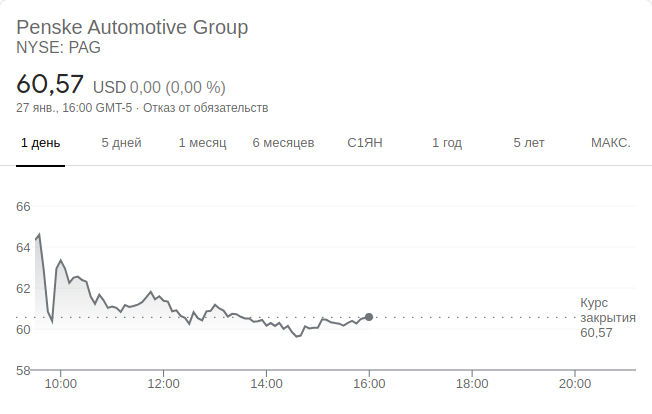 Penske Automotive Group
NYSE: PAG
60,57 USD 0,00 (0,00 %)
27 янв., 16:00 GMT-5 · Отказ от обязательств
1 день 5 дней 1 месяц 6 месяцев С1ЯН 1 год 5 лет МАКС.
66
64
62
60
58
Курс
закрытия
60,57
10:00 12:00 14:00 16:00 18:00 20:00